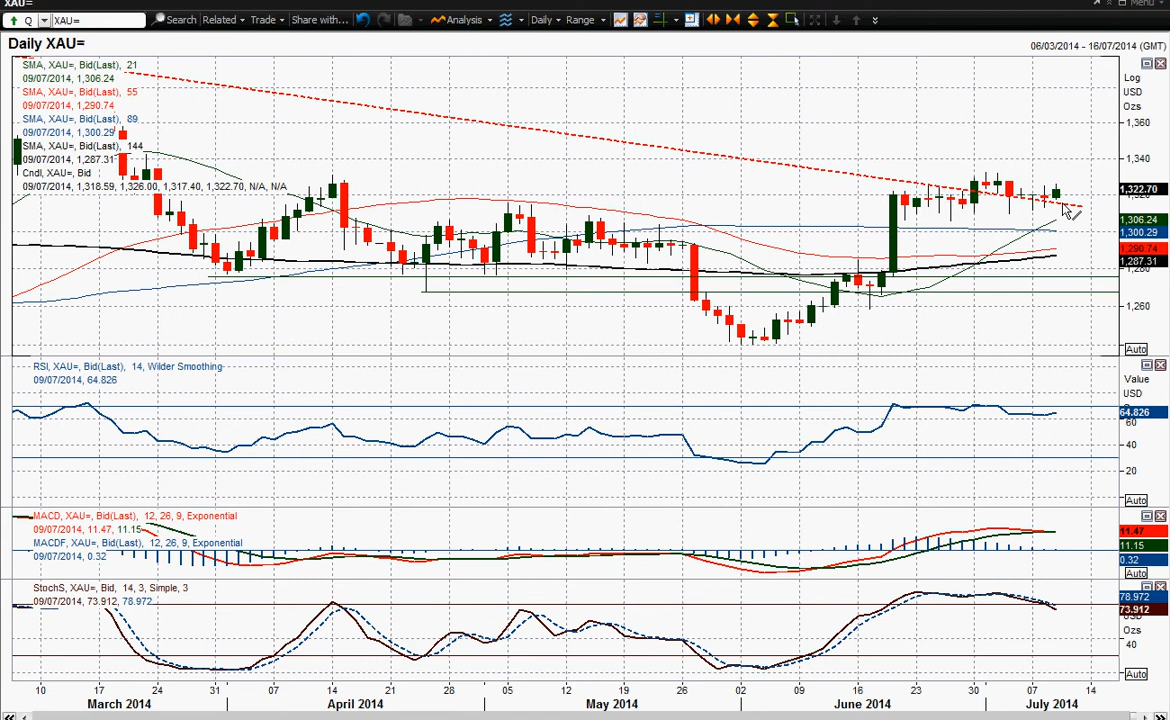 XAU=
Menu
Q XAU= Search Related Trade Share with... Analysis Daily Range
Daily XAU=
06/03/2014 - 16/07/2014 (GMT)
SMA, XAU=, Bid(Last), 21
09/07/2014, 1,306.24
SMA, XAU=, Bid(Last), 55
09/07/2014, 1,290.74
SMA, XAU=, Bid(Last), 89
09/07/2014, 1,300.29
SMA, XAU=, Bid(Last), 144
09/07/2014, 1,287.31
Cndl, XAU=, Bid
09/07/2014, 1,318.59, 1,326.00, 1,317.40, 1,322.70, N/A, N/A
Log
USD
Ozs
1,360
1,340
1,322.70
1,306.24
1,300.29
1,290.74
1,287.31
1,280
1,260
Auto
RSI, XAU=, Bid(Last), 14, Wilder Smoothing
09/07/2014, 64.826
Value
USD
64.826
60
40
20
Auto
MACD, XAU=, Bid(Last), 12, 26, 9, Exponential
09/07/2014, 11.47, 11.15
MACDF, XAU=, Bid(Last), 12, 26, 9, Exponential
09/07/2014, 0.32
11.47
11.15
0.32
Auto
StochS, XAU=, Bid, 14, 3, Simple, 3
09/07/2014, 73.912, 78.972
78.972
73.912
USD
Ozs
40
Auto
10 17 24 31 07 14 21 28 05 12 19 26 02 09 16 23 30 07 14
March 2014 April 2014 May 2014 June 2014 July 2014